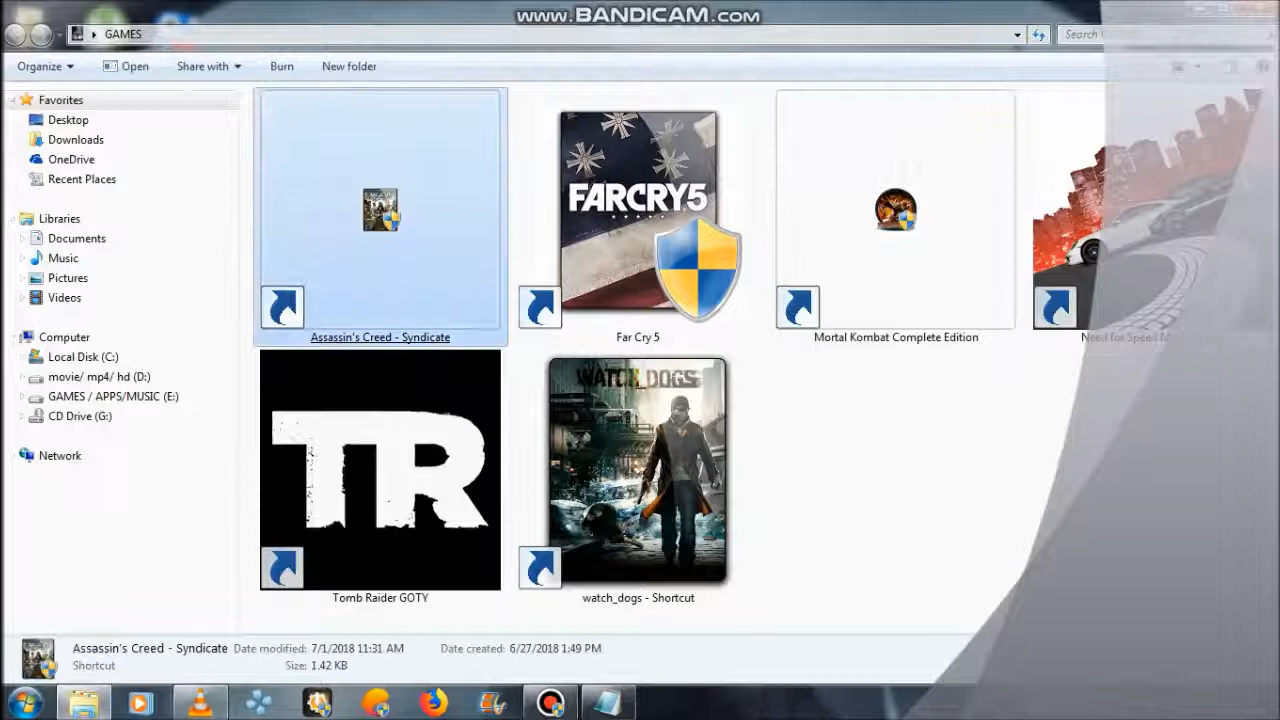 www.BANDICAM.com
GAMES
Search
Organize
Open
Share with
Burn
New folder
Favorites
Desktop
Downloads
OneDrive
Recent Places
Libraries
Documents
Music
Pictures
Videos
Computer
Local Disk (C:)
movie/ mp4/ hd (D:)
GAMES / APPS/MUSIC (E:)
CD Drive (G:)
Network
FARCRY5
Assassin's Creed - Syndicate
Far Cry 5
Mortal Kombat Complete Edition
Need for Speed
TR
WATCH_DOGS
Tomb Raider GOTY
watch_dogs - Shortcut
Assassin's Creed - Syndicate Date modified: 7/1/2018 11:31 AM Date created: 6/27/2018 1:49 PM
Shortcut Size: 1.42 KB